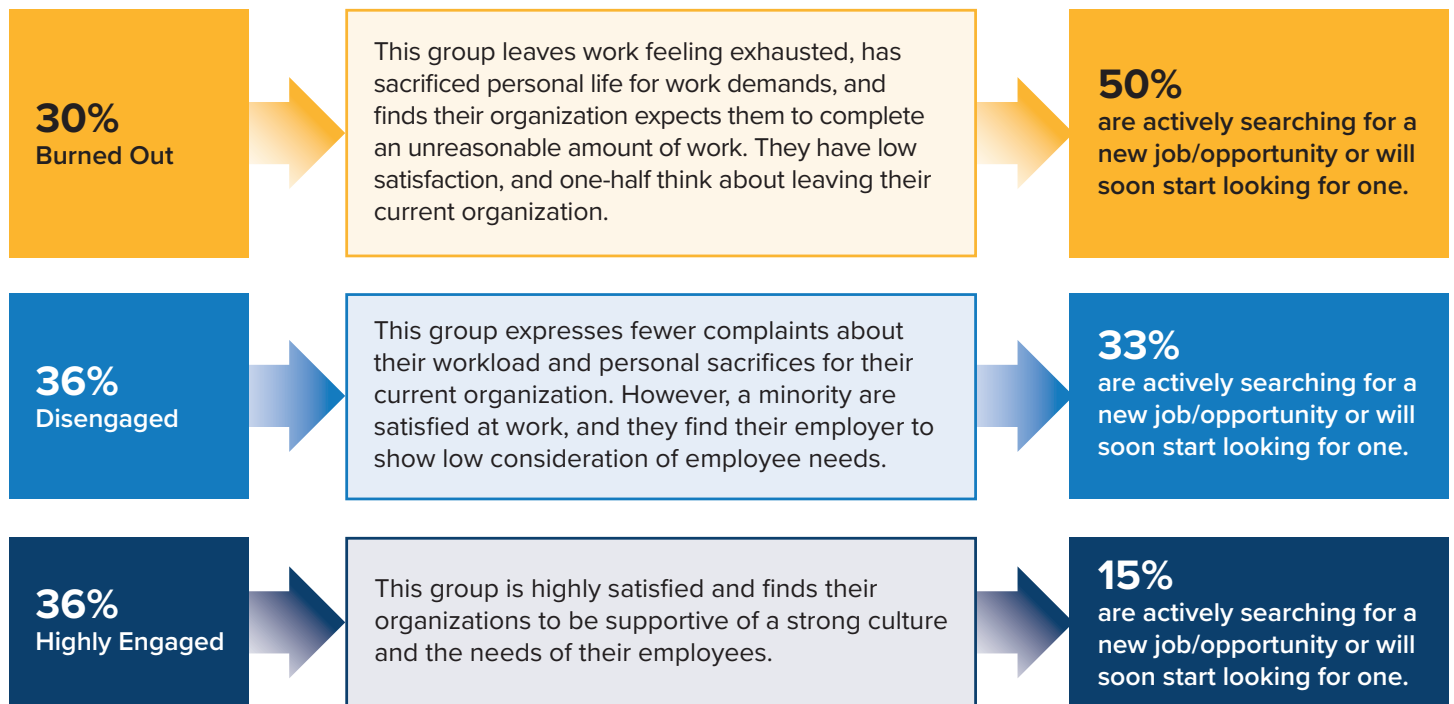 30%
Burned Out
This group leaves work feeling exhausted, has
sacrificed personal life for work demands, and
finds their organization expects them to complete
an unreasonable amount of work. They have low
satisfaction, and one-half think about leaving their
current organization.
50%
are actively searching for a
new job/opportunity or will
soon start looking for one.
36%
Disengaged
This group expresses fewer complaints about
their workload and personal sacrifices for their
current organization. However, a minority are
satisfied at work, and they find their employer to
show low consideration of employee needs.
33%
are actively searching for a
new job/opportunity or will
soon start looking for one.
36%
Highly Engaged
This group is highly satisfied and finds their
organizations to be supportive of a strong culture
and the needs of their employees.
15%
are actively searching for a
new job/opportunity or will
soon start looking for one.